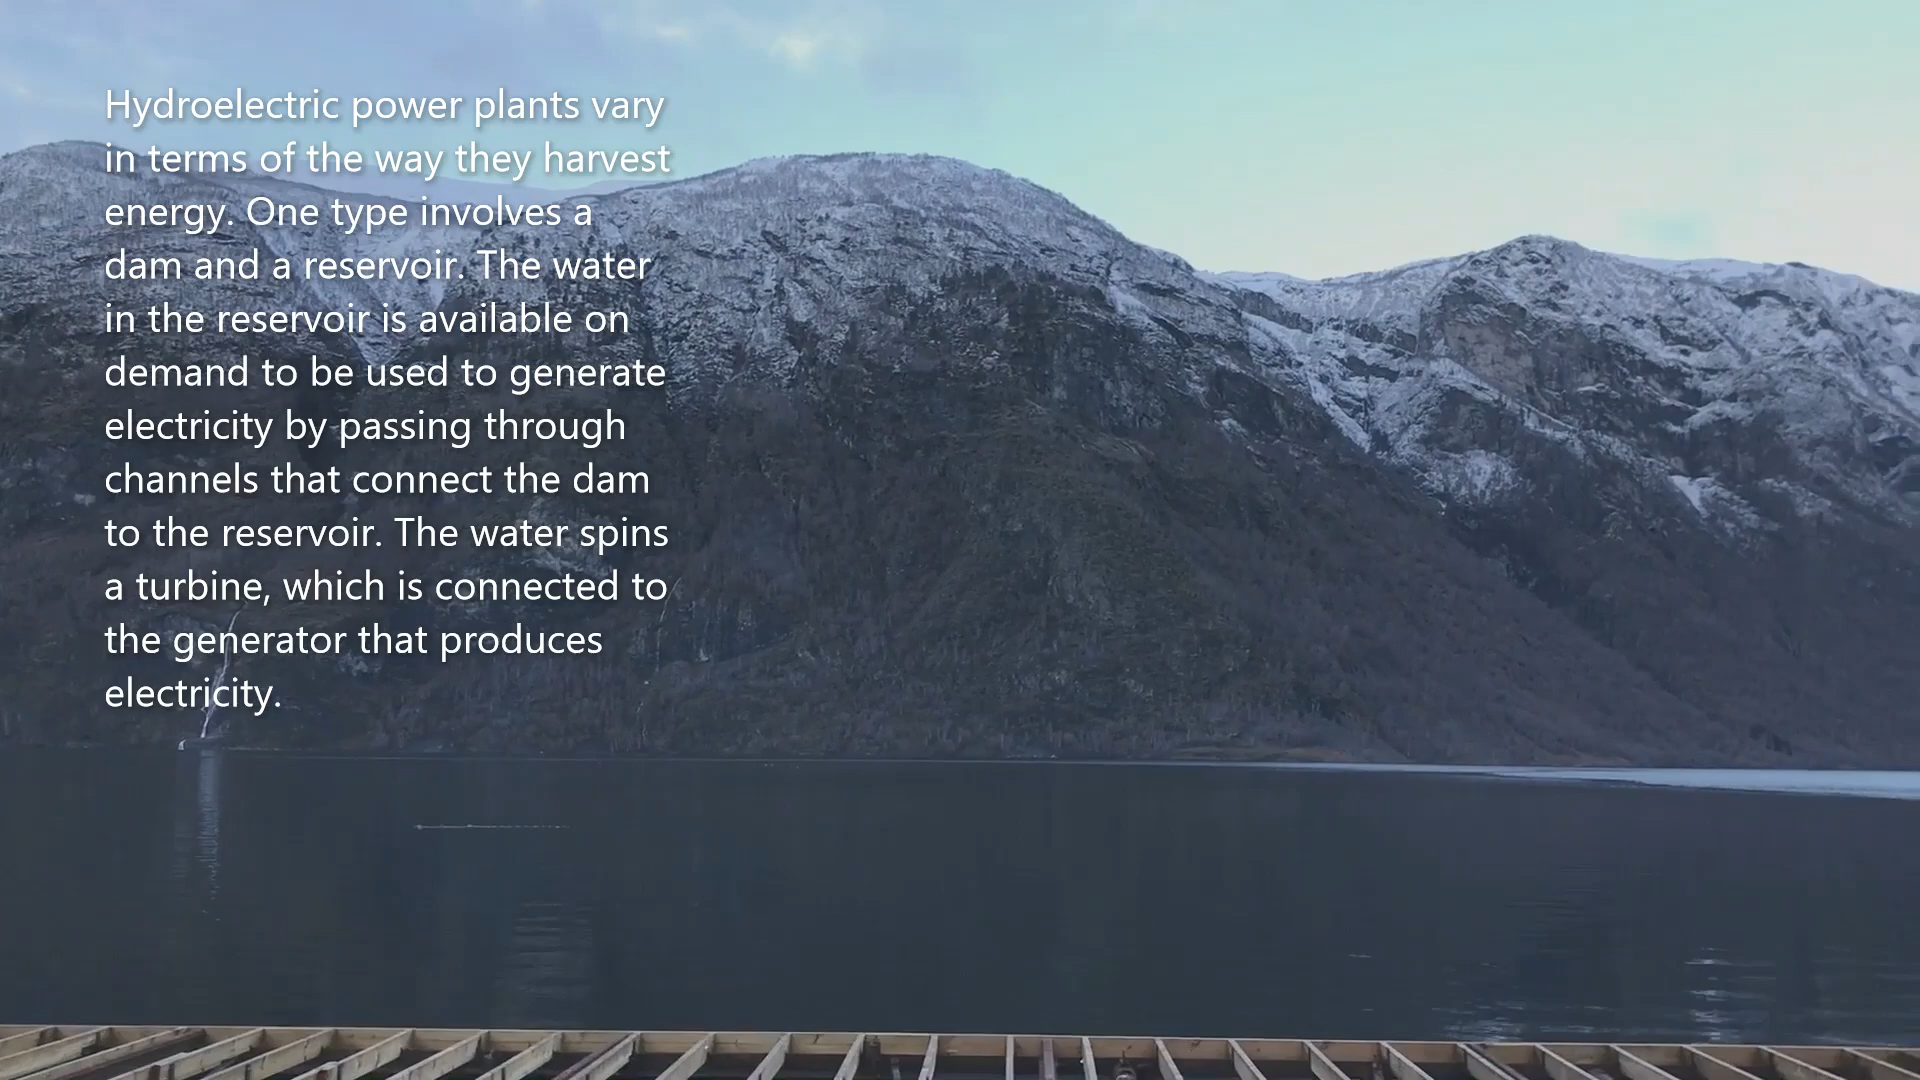 Hydroelectric power plants vary
in terms of the way they harvest
energy. One type involves a
dam and a reservoir. The water
in the reservoir is available on
demand to be used to generate
electricity by passing through
channels that connect the dam
to the reservoir. The water spins
a turbine, which is connected to
the generator that produces
electricity.